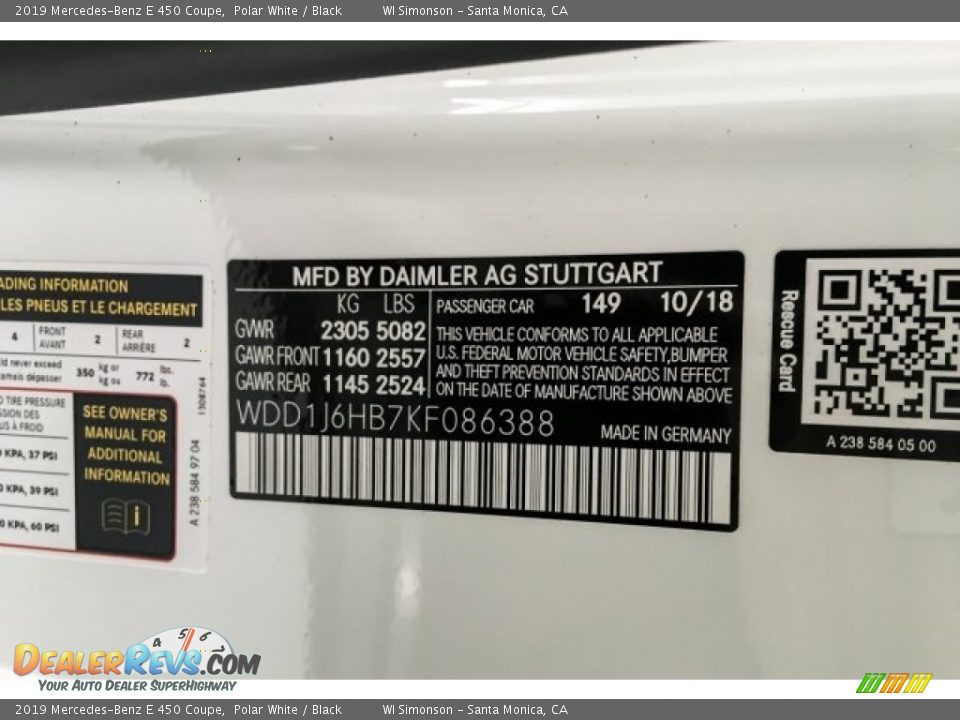 2019 Mercedes-Benz E 450 Coupe, Polar White / Black WI Simonson - Santa Monica, CA
ADING INFORMATION
LES PNEUS ET LE CHARGEMENT
4 FRONT AVANT 2 REAR ARRIÈRE 2
ld never exceed
jamais dépasser 350 kg or kg ou 772 lbs. lb.
1308764
TIRE PRESSURE
SSION DES
US À FROID
KPA, 37 PSI
0 KPA, 39 PSI
0 KPA, 60 PSI
SEE OWNER'S
MANUAL FOR
ADDITIONAL
INFORMATION
A 238 584 97 04
MFD BY DAIMLER AG STUTTGART
KG LBS
GVWR 2305 5082
GAWR FRONT 1160 2557
GAWR REAR 1145 2524
PASSENGER CAR 149 10/18
THIS VEHICLE CONFORMS TO ALL APPLICABLE
U.S. FEDERAL MOTOR VEHICLE SAFETY,BUMPER
AND THEFT PREVENTION STANDARDS IN EFFECT
ON THE DATE OF MANUFACTURE SHOWN ABOVE
WDD1J6HB7KF086388
MADE IN GERMANY
Rescue Card
A 238 584 05 00
4 5 6 7
DealerRevs.com
Your Auto Dealer SuperHighway
2019 Mercedes-Benz E 450 Coupe, Polar White / Black WI Simonson - Santa Monica, CA